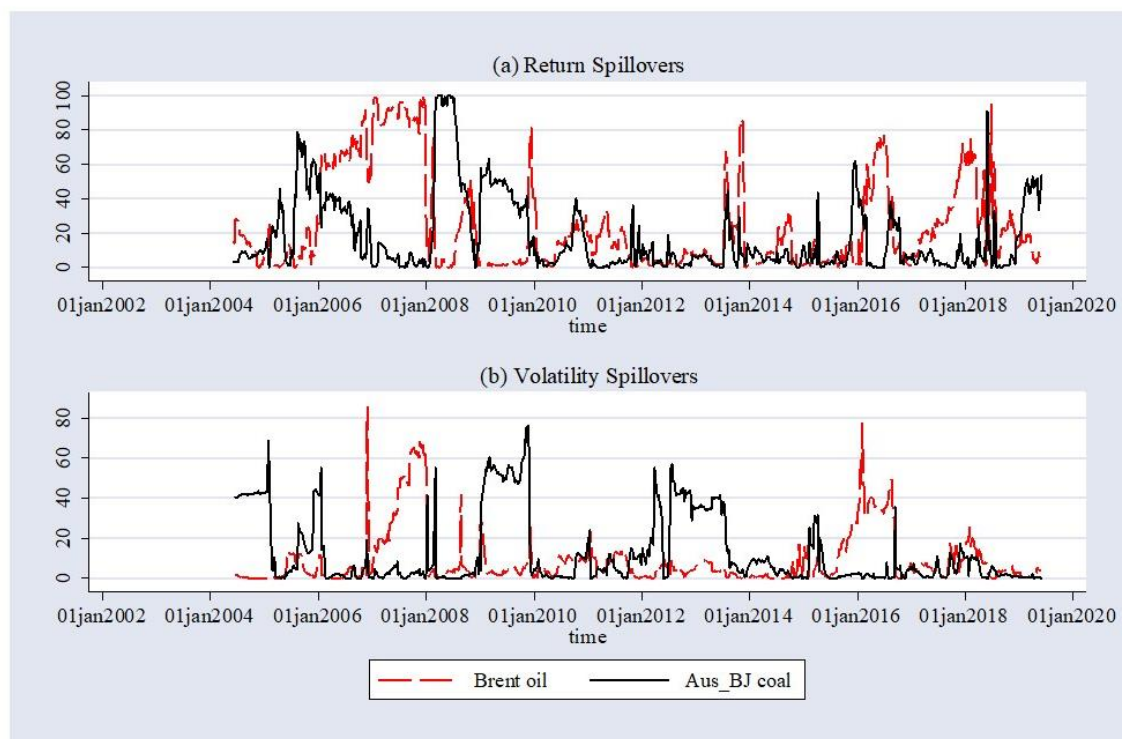 (a) Return Spillovers
100
80
60
40
20
0
01jan2002 01jan2004 01jan2006 01jan2008 01jan2010 01jan2012 01jan2014 01jan2016 01jan2018 01jan2020
time
(b) Volatility Spillovers
80
60
40
20
0
01jan2002 01jan2004 01jan2006 01jan2008 01jan2010 01jan2012 01jan2014 01jan2016 01jan2018 01jan2020
time
Brent oil Aus_BJ coal